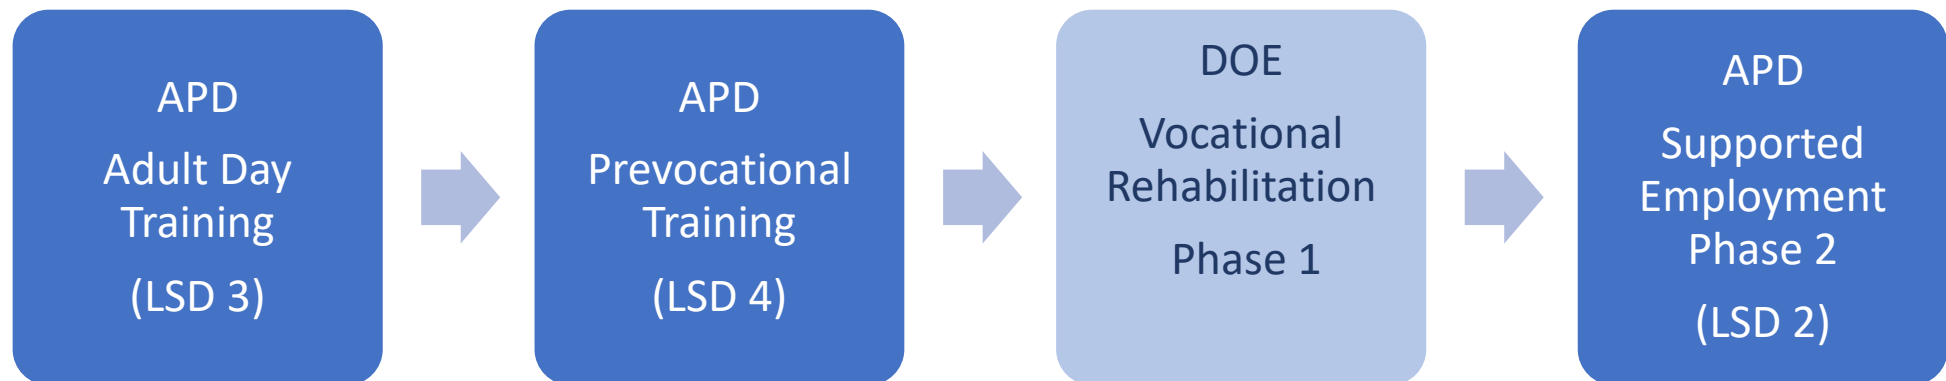 APD
Adult Day
Training
(LSD 3)
APD
Prevocational
Training
(LSD 4)
DOE
Vocational
Rehabilitation
Phase 1
APD
Supported
Employment
Phase 2
(LSD 2)